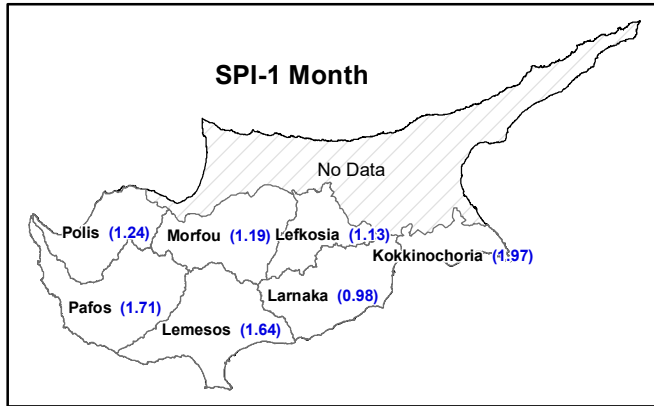 SPI-1 Month
No Data
Polis (1.24)
Morfou (1.19)
Lefkosia (1.13)
Kokkinochoria (1.97)
Pafos (1.71)
Larnaka (0.98)
Lemesos (1.64)